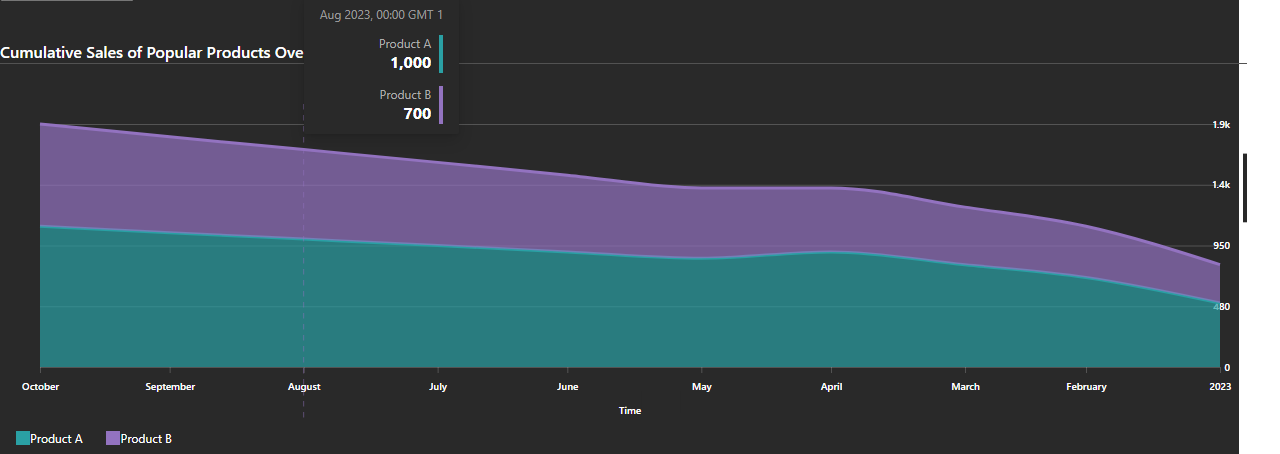 Aug 2023, 00:00 GMT 1
Product A
1,000
Product B
700
Cumulative Sales of Popular Products Ove
1.9k
1.4k
950
480
0
October September August July June May April March February 2023
Time
Product A Product B